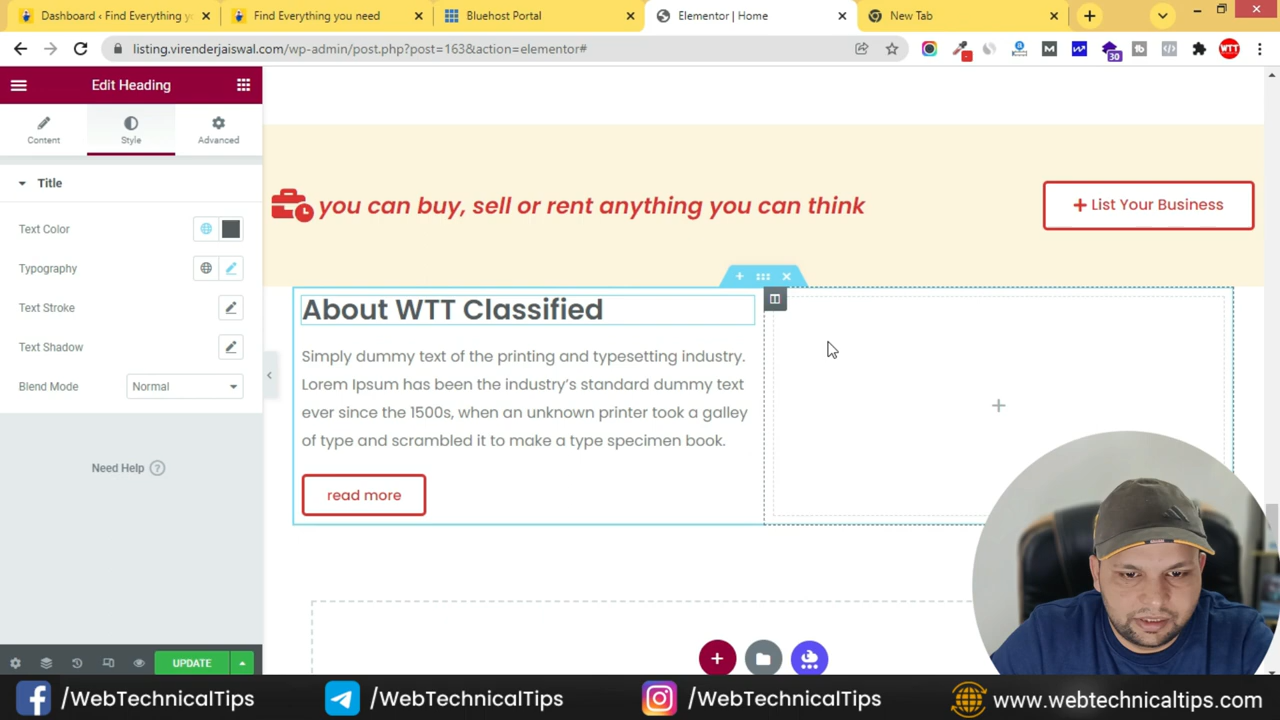 Dashboard ‹ Find Everything yo
Find Everything you need
Bluehost Portal
Elementor | Home
New Tab
listing.virenderjaiswal.com/wp-admin/post.php?post=163&action=elementor#
30
WTT
Edit Heading
Content
Style
Advanced
Title
Text Color
Typography
Text Stroke
Text Shadow
Blend Mode
Normal
Need Help ?
UPDATE
you can buy, sell or rent anything you can think
+ List Your Business
About WTT Classified
Simply dummy text of the printing and typesetting industry.
Lorem Ipsum has been the industry’s standard dummy text
ever since the 1500s, when an unknown printer took a galley
of type and scrambled it to make a type specimen book.
read more
/WebTechnicalTips
/WebTechnicalTips
/WebTechnicalTips
www.webtechnicaltips.com